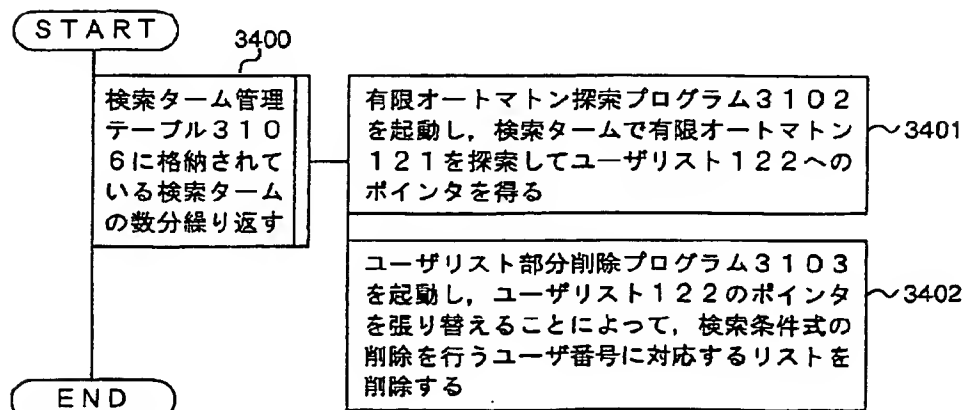 START
3400
検索ターム管理
テーブル310
6に格納されて
いる検索ターム
の数分繰り返す
有限オートマトン探索プログラム3102
を起動し，検索タームで有限オートマトン
121を探索してユーザリスト122への
ポインタを得る
3401
ユーザリスト部分削除プログラム3103
を起動し，ユーザリスト122のポインタ
を張り替えることによって，検索条件式の
削除を行うユーザ番号に対応するリストを
削除する
3402
END